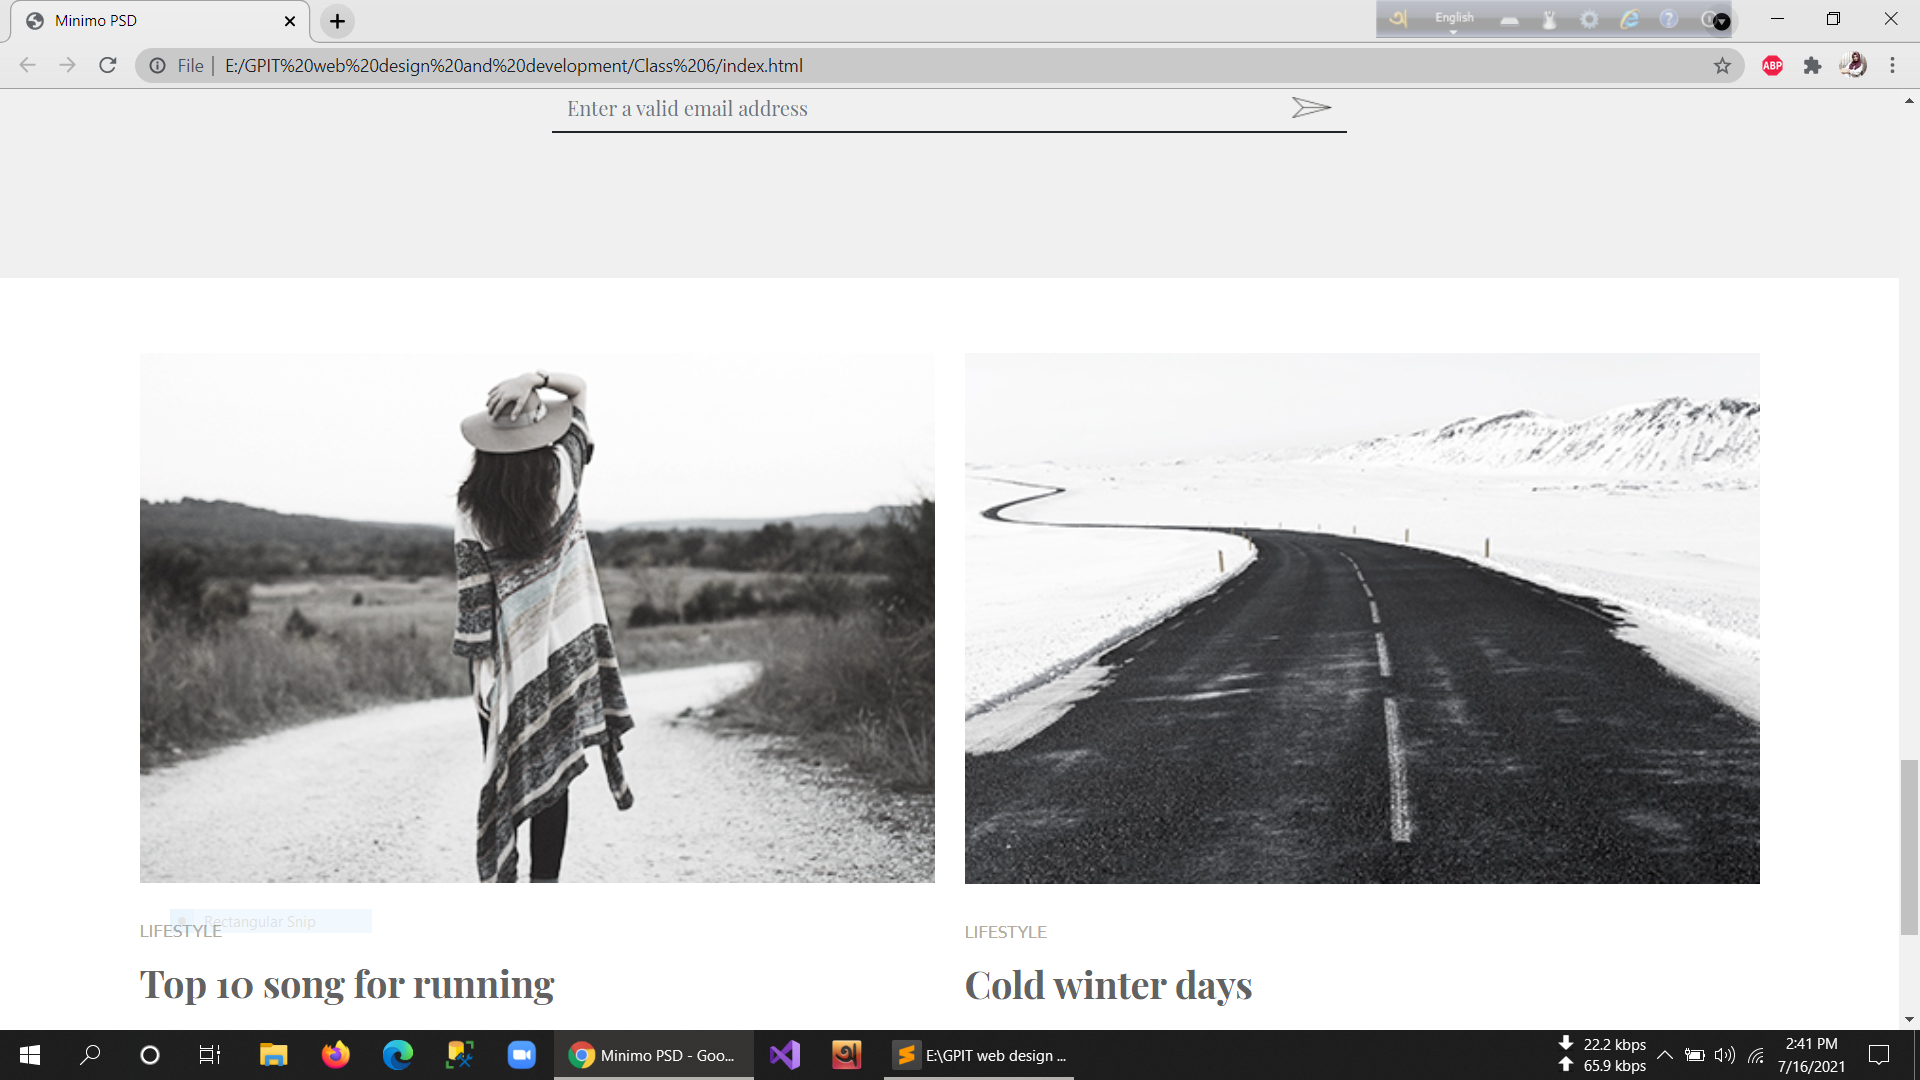 Minimo PSD
English
File | E:/GPIT%20web%20design%20and%20development/Class%206/index.html
ABP
Enter a valid email address
Rectangular Snip
LIFESTYLE
LIFESTYLE
Top 10 song for running
Cold winter days
Minimo PSD - Goo...
E:\GPIT web design ...
22.2 kbps
65.9 kbps
2:41 PM
7/16/2021